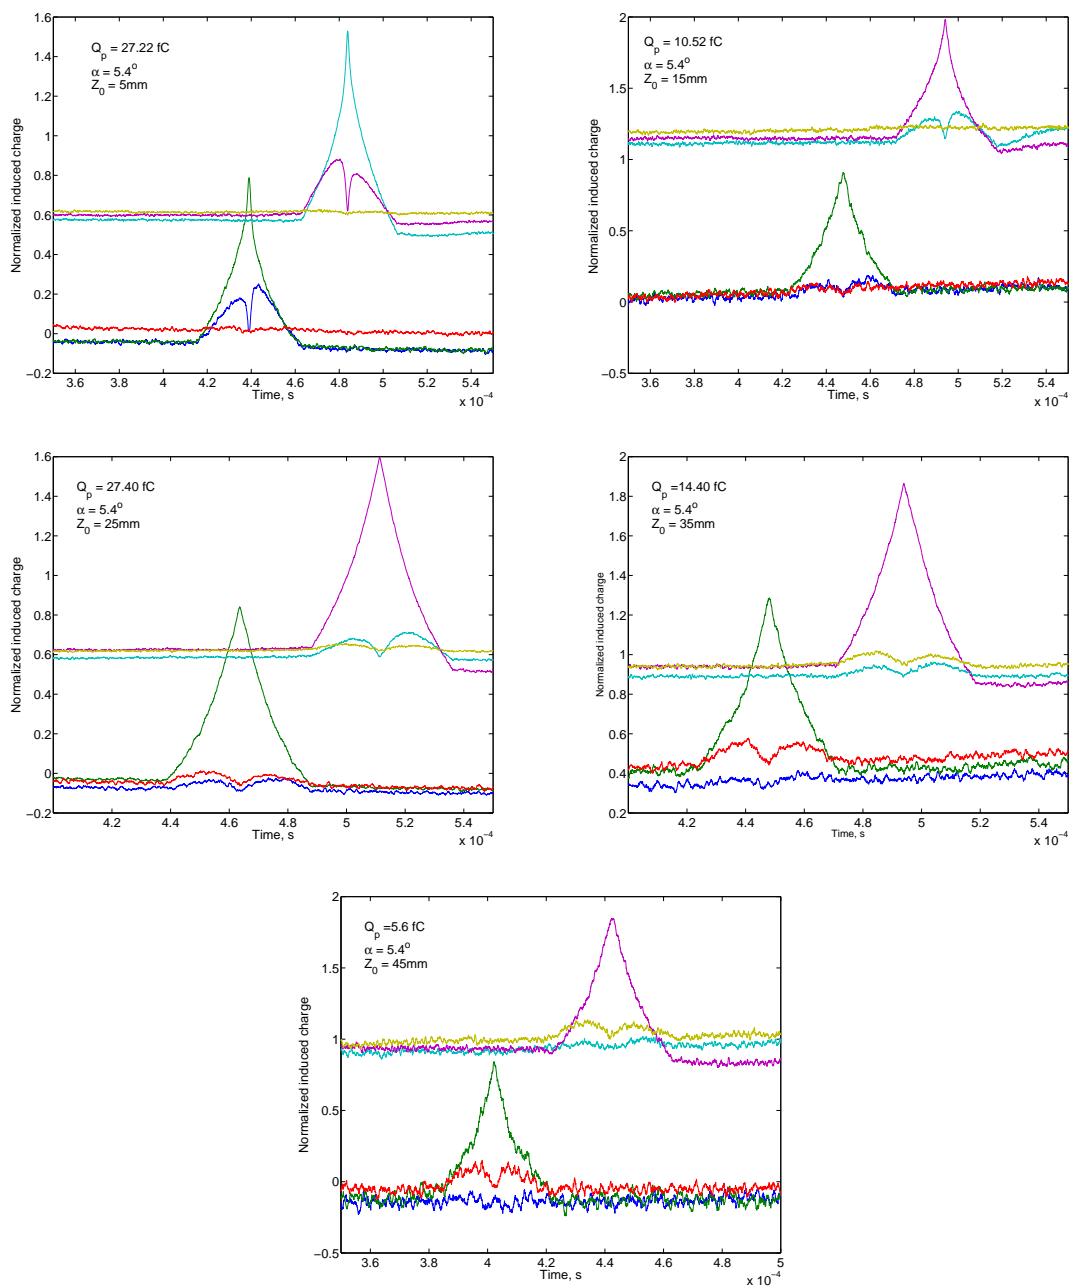 1.6
1.4
1.2
1
0.8
0.6
0.4
0.2
0
−0.2
Normalized induced charge
Q_p = 27.22 fC
α = 5.4°
Z_0 = 5mm
3.6 3.8 4 4.2 4.4 4.6 4.8 5 5.2 5.4
Time, s
x 10^−4
2
1.5
1
0.5
0
−0.5
Normalized induced charge
Q_p = 10.52 fC
α = 5.4°
Z_0 = 15mm
3.6 3.8 4 4.2 4.4 4.6 4.8 5 5.2 5.4
Time, s
x 10^−4
1.6
1.4
1.2
1
0.8
0.6
0.4
0.2
0
−0.2
Normalized induced charge
Q_p = 27.40 fC
α = 5.4°
Z_0 = 25mm
4.2 4.4 4.6 4.8 5 5.2 5.4
Time, s
x 10^−4
2
1.8
1.6
1.4
1.2
1
0.8
0.6
0.4
0.2
Normalized induced charge
Q_p =14.40 fC
α = 5.4°
Z_0 = 35mm
4.2 4.4 4.6 4.8 5 5.2 5.4
Time, s
x 10^−4
2
1.5
1
0.5
0
−0.5
Normalized induced charge
Q_p =5.6 fC
α = 5.4°
Z_0 = 45mm
3.6 3.8 4 4.2 4.4 4.6 4.8 5
Time, s
x 10^−4